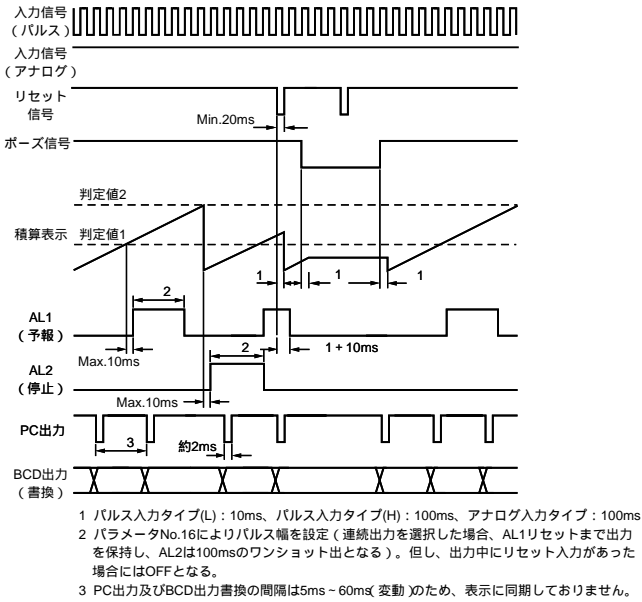 入力信号
(パルス)
入力信号
(アナログ)
リセット
信号
Min.20ms
ポーズ信号
判定値2
積算表示
判定値1
1
1
1
2
AL1
(予報)
Max.10ms
2
1 + 10ms
AL2
(停止)
Max.10ms
PC出力
3
約2ms
BCD出力
(書換)
1 パルス入力タイプ(L):10ms、パルス入力タイプ(H):100ms、アナログ入力タイプ:100ms
2 パラメータNo.16によりパルス幅を設定(連続出力を選択した場合、AL1リセットまで出力
を保持し、AL2は100msのワンショット出となる)。但し、出力中にリセット入力があった
場合にはOFFとなる。
3 PC出力及びBCD出力書換の間隔は5ms~60ms(変動)のため、表示に同期しておりません。